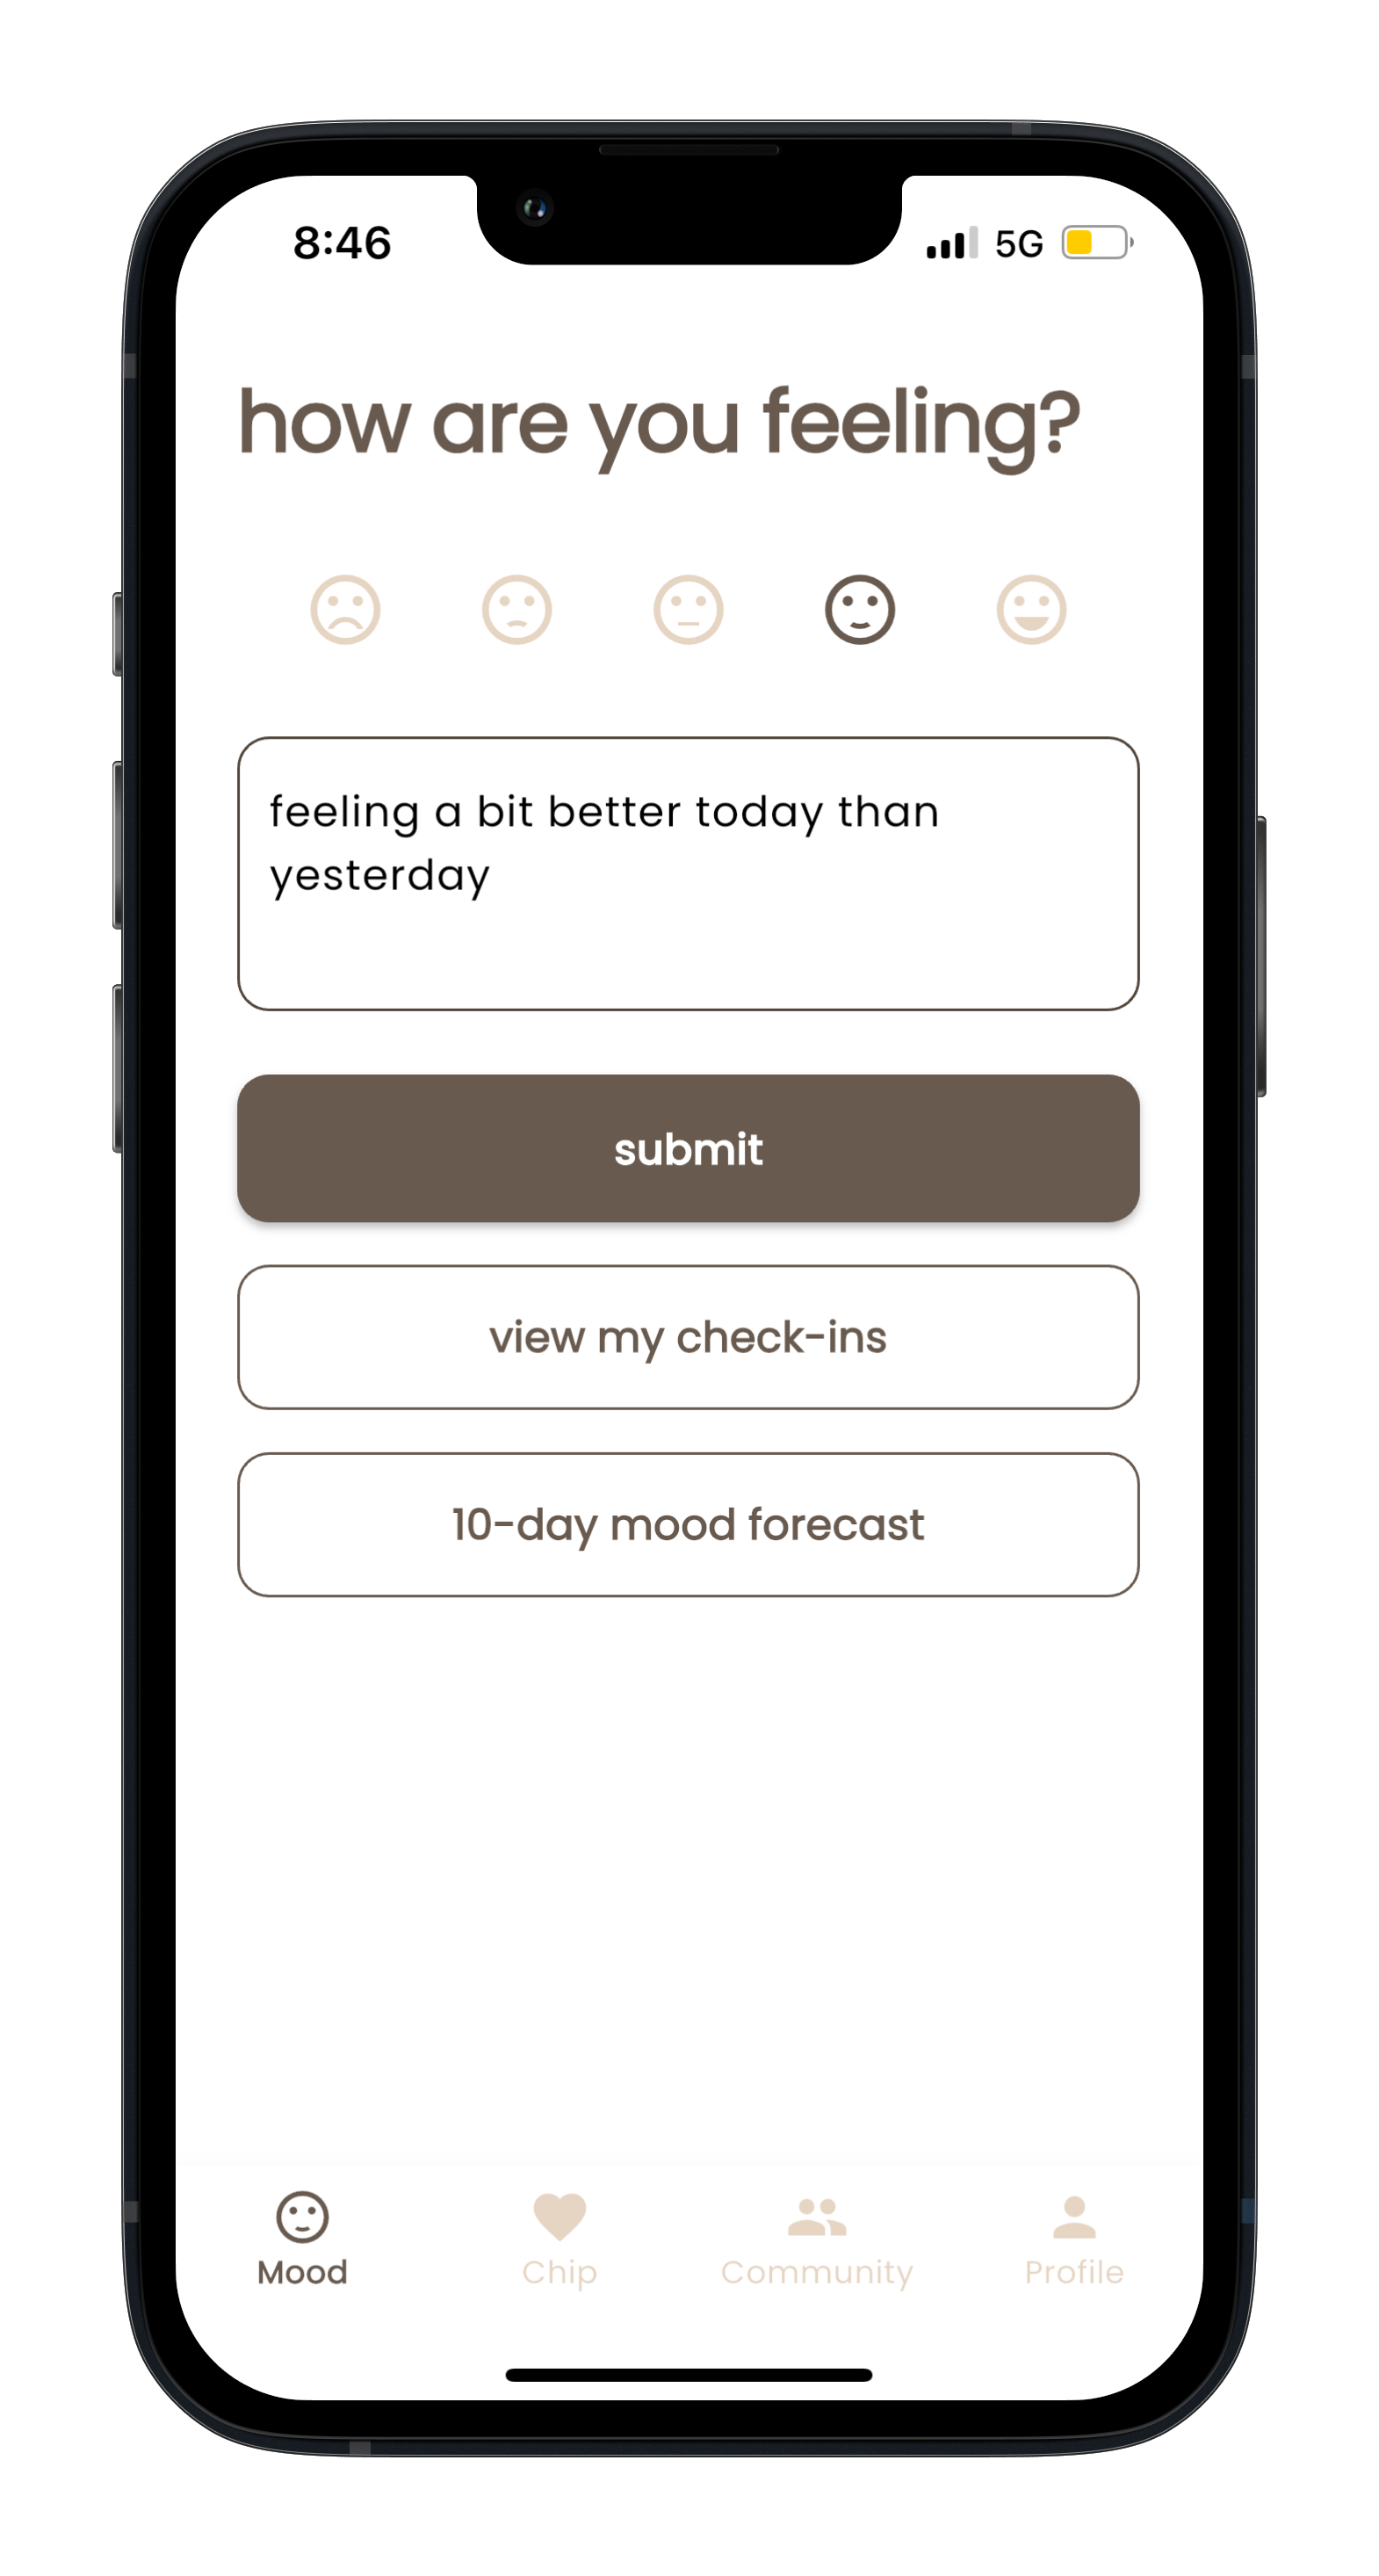 8:46 5G
how are you feeling?
feeling a bit better today than
yesterday
submit
view my check-ins
10-day mood forecast
Mood Chip Community Profile